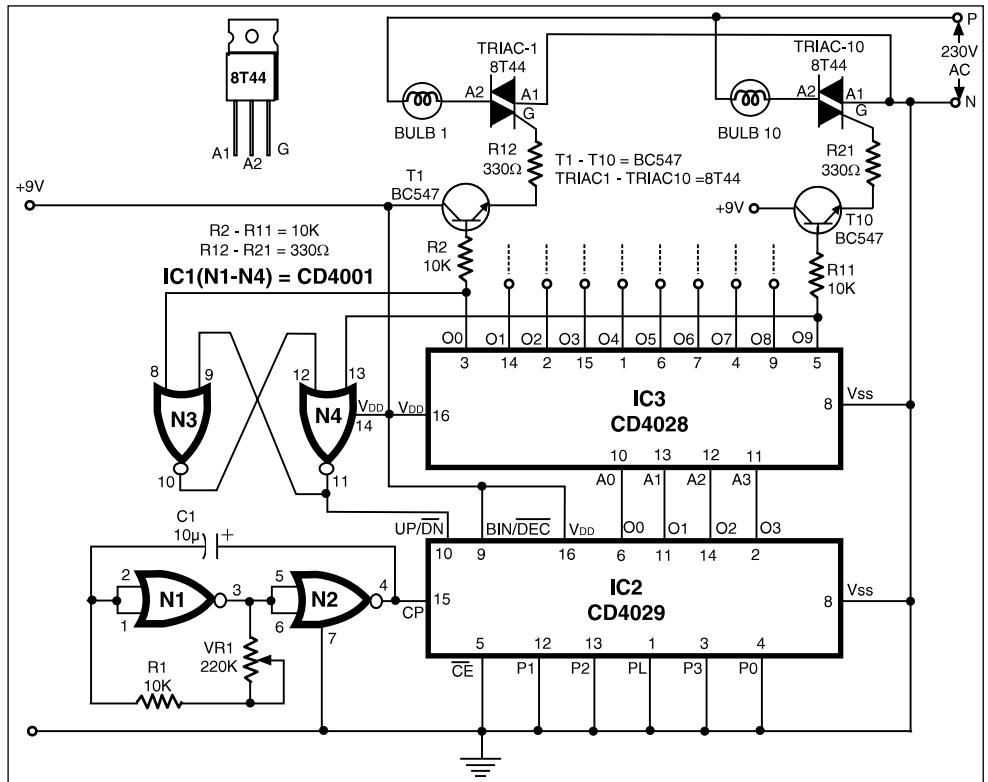 P
230V
AC
N
8T44
A1
A2
G
TRIAC-1
8T44
A2
A1
G
BULB 1
TRIAC-10
8T44
A2
A1
G
BULB 10
R12
330Ω
R21
330Ω
T1 - T10 = BC547
TRIAC1 - TRIAC10 =8T44
+9V
T1
BC547
+9V
T10
BC547
R2 - R11 = 10K
R12 - R21 = 330Ω
IC1(N1-N4) = CD4001
R2
10K
R11
10K
O0
O1
O2
O3
O4
O5
O6
O7
O8
O9
3
14
2
15
1
6
7
4
9
5
8
9
12
13
N3
N4
VDD
14
VDD
16
IC3
CD4028
8
VSS
10
11
10
13
12
11
A0
A1
A2
A3
UP/DN
BIN/DEC
VDD
O0
O1
O2
O3
10
9
16
6
11
14
2
C1
10µ
+
2
1
N1
3
5
6
N2
4
7
CP
15
IC2
CD4029
8
VSS
VR1
220K
R1
10K
5
12
13
1
3
4
CE
P1
P2
PL
P3
P0